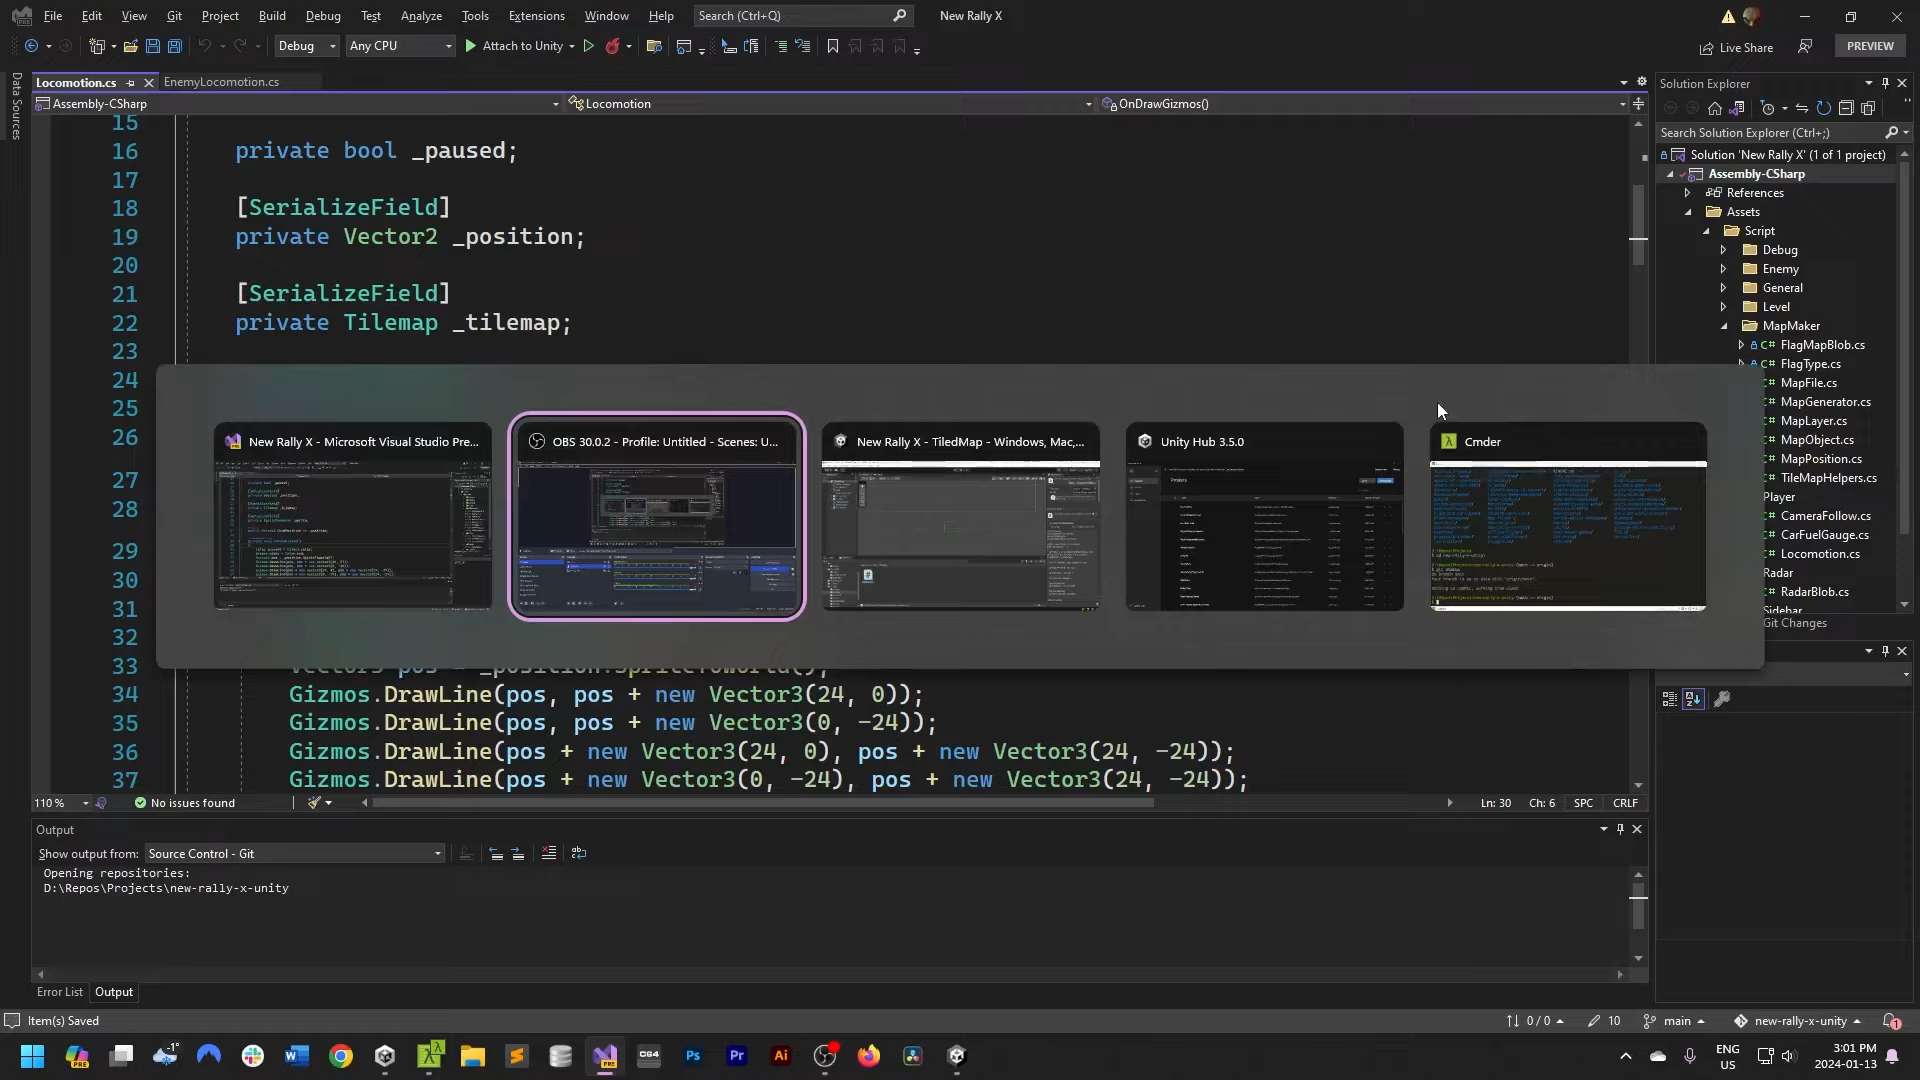 File Edit View Git Project Build Debug Test Analyze Tools Extensions Window Help Search (Ctrl+Q) New Rally X
Debug Any CPU Attach to Unity Live Share PREVIEW
Data Sources
Locomotion.cs EnemyLocomotion.cs
Assembly-CSharp Locomotion OnDrawGizmos()
15
16 private bool _paused;
17
18 [SerializeField]
19 private Vector2 _position;
20
21 [SerializeField]
22 private Tilemap _tilemap;
23
24
25
26
27
28
29
30
31
32
33
34 Gizmos.DrawLine(pos, pos + new Vector3(24, 0));
35 Gizmos.DrawLine(pos, pos + new Vector3(0, -24));
36 Gizmos.DrawLine(pos + new Vector3(24, 0), pos + new Vector3(24, -24));
37 Gizmos.DrawLine(pos + new Vector3(0, -24), pos + new Vector3(24, -24));
New Rally X - Microsoft Visual Studio Pre...
OBS 30.0.2 - Profile: Untitled - Scenes: U...
New Rally X - TiledMap - Windows, Mac,...
Unity Hub 3.5.0
Cmder
110 % No issues found Ln: 30 Ch: 6 SPC CRLF
Output
Show output from: Source Control - Git
Opening repositories:
D:\Repos\Projects\new-rally-x-unity
Error List Output
Solution Explorer
Search Solution Explorer (Ctrl+;)
Solution 'New Rally X' (1 of 1 project)
Assembly-CSharp
References
Assets
Script
Debug
Enemy
General
Level
MapMaker
C# FlagMapBlob.cs
C# FlagType.cs
MapFile.cs
MapGenerator.cs
MapLayer.cs
MapObject.cs
MapPosition.cs
TileMapHelpers.cs
Player
CameraFollow.cs
CarFuelGauge.cs
Locomotion.cs
Radar
RadarBlob.cs
Sidebar
Git Changes
Item(s) Saved 0 / 0 10 main new-rally-x-unity 1
-1°
PRE
CG4
Ps
Pr
Ai
ENG
US
3:01 PM
2024-01-13